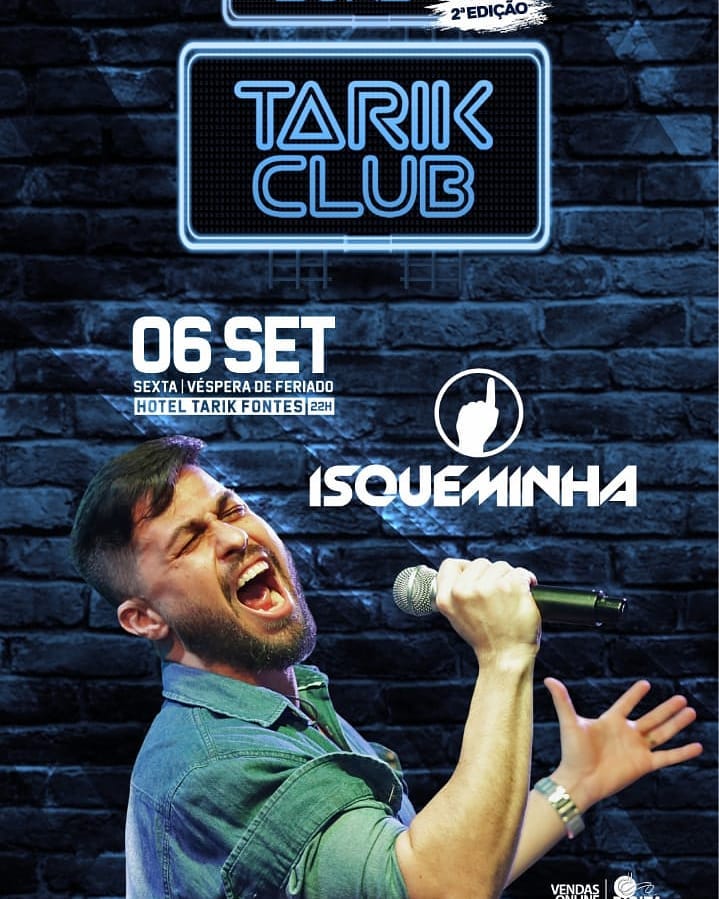 2ª EDIÇÃO
TARIK
CLUB
06 SET
SEXTA | VÉSPERA DE FERIADO
HOTEL TARIK FONTES 22H
ISQUEMINHA
VENDAS
ONLINE